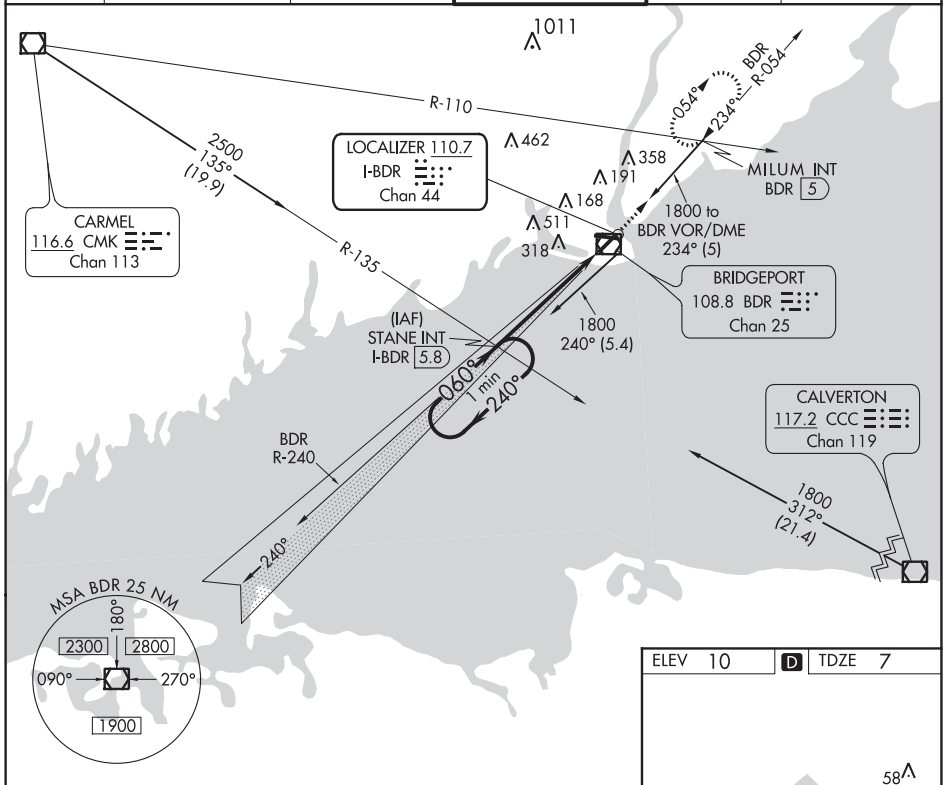 1011
R-110
462
2500
135°
(19.9)
LOCALIZER 110.7
I-BDR
Chan 44
054°
234°
BDR
R-054
358
191
168
511
318
MILUM INT
BDR 5
1800 to
BDR VOR/DME
234° (5)
CARMEL
116.6 CMK
Chan 113
R-135
BRIDGEPORT
108.8 BDR
Chan 25
(IAF)
STANE INT
I-BDR 5.8
1800
240° (5.4)
060°
1 min
240°
CALVERTON
117.2 CCC
Chan 119
BDR
R-240
1800
312°
(21.4)
240°
MSA BDR 25 NM
180°
2300 2800
090° 270°
1900
ELEV 10 D TDZE 7
58